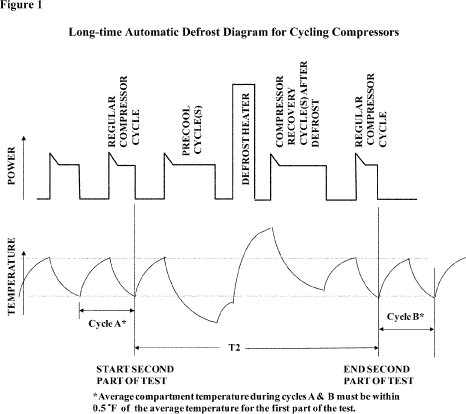 Figure 1
Long-time Automatic Defrost Diagram for Cycling Compressors
POWER
REGULAR
COMPRESSOR
CYCLE
PRECOOL
CYCLE(S)
DEFROST HEATER
COMPRESSOR
RECOVERY
CYCLE(S) AFTER
DEFROST
REGULAR
COMPRESSOR
CYCLE
TEMPERATURE
Cycle A*
Cycle B*
T2
START SECOND
PART OF TEST
END SECOND
PART OF TEST
*Average compartment temperature during cycles A & B must be within
0.5 °F of the average temperature for the first part of the test.